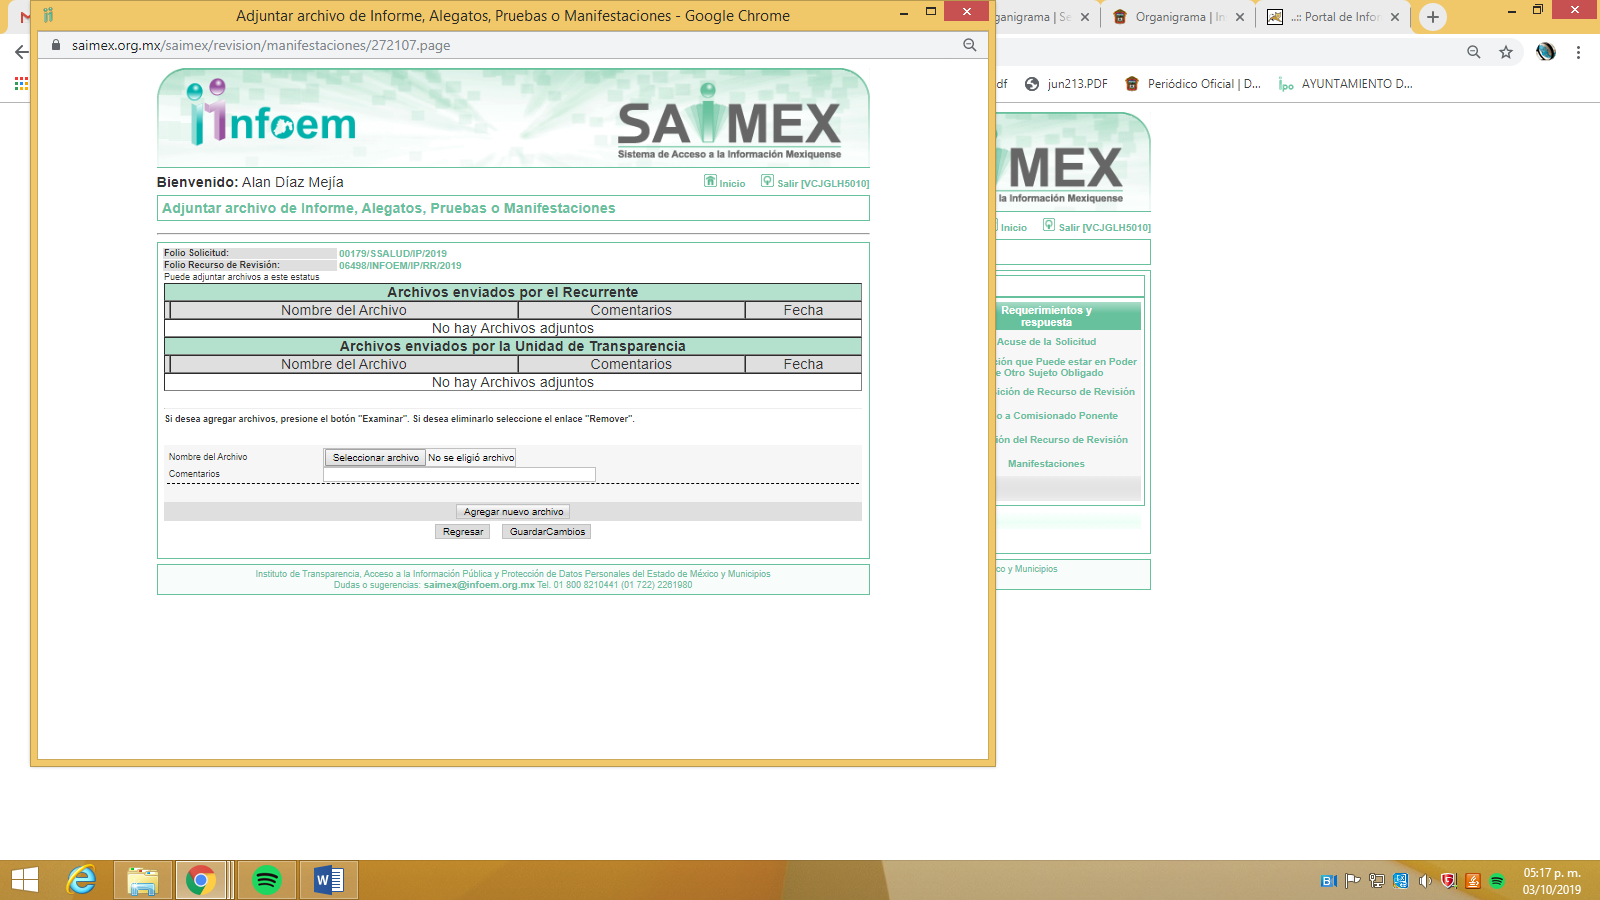 Adjuntar archivo de Informe, Alegatos, Pruebas o Manifestaciones - Google Chrome
saimex.org.mx/saimex/revision/manifestaciones/272107.page
infoem
SAIMEX
Sistema de Acceso a la Información Mexiquense
Bienvenido: Alan Díaz Mejía
Inicio Salir [VCJGLH5010]
Adjuntar archivo de Informe, Alegatos, Pruebas o Manifestaciones
Folio Solicitud: 00179/SSALUD/IP/2019
Folio Recurso de Revisión: 06498/INFOEM/IP/RR/2019
Puede adjuntar archivos a este estatus
Archivos enviados por el Recurrente
Nombre del Archivo Comentarios Fecha
No hay Archivos adjuntos
Archivos enviados por la Unidad de Transparencia
Nombre del Archivo Comentarios Fecha
No hay Archivos adjuntos
Si desea agregar archivos, presione el botón "Examinar". Si desea eliminarlo seleccione el enlace "Remover".
Nombre del Archivo Seleccionar archivo No se eligió archivo
Comentarios
Agregar nuevo archivo
Regresar GuardarCambios
Instituto de Transparencia, Acceso a la Información Pública y Protección de Datos Personales del Estado de México y Municipios
Dudas o sugerencias: saimex@infoem.org.mx Tel. 01 800 8210441 (01 722) 2261980
ganigrama | Se Organigrama | In ..:: Portal de Infor
df jun213.PDF Periódico Oficial | D... AYUNTAMIENTO D...
MEX
la Información Mexiquense
Inicio Salir [VCJGLH5010]
Requerimientos y
respuesta
Acuse de la Solicitud
sión que Puede estar en Poder
e Otro Sujeto Obligado
ición de Recurso de Revisión
o a Comisionado Ponente
ión del Recurso de Revisión
Manifestaciones
co y Municipios
05:17 p. m.
03/10/2019